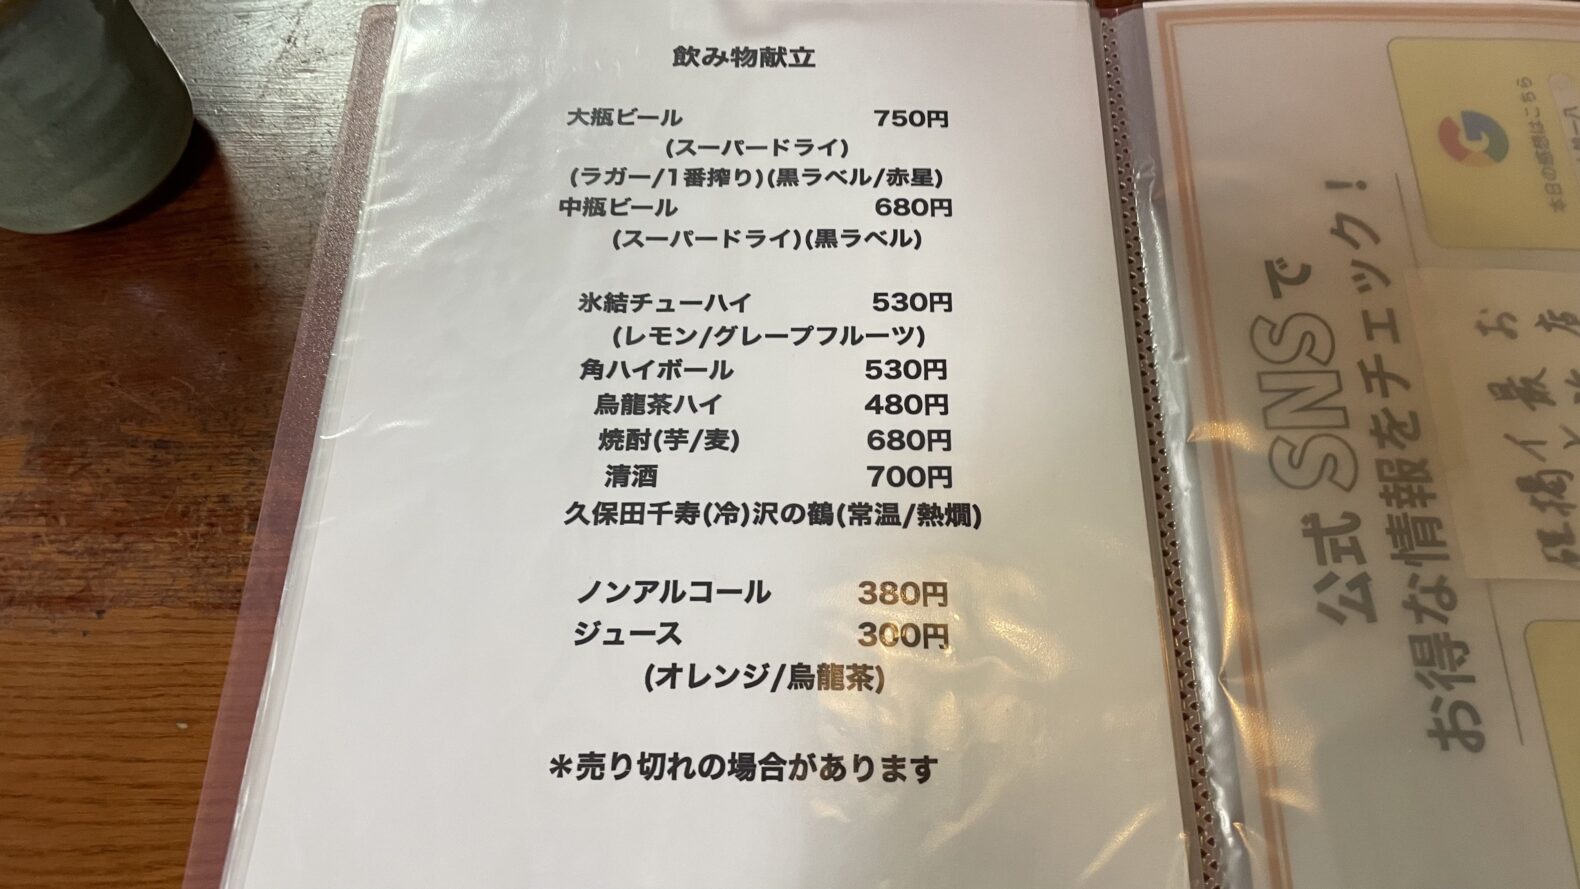 飲み物献立
大瓶ビール 750円
(スーパードライ)
(ラガー/1番搾り)(黒ラベル/赤星)
中瓶ビール 680円
(スーパードライ)(黒ラベル)
氷結チューハイ 530円
(レモン/グレープフルーツ)
角ハイボール 530円
烏龍茶ハイ 480円
焼酎(芋/麦) 680円
清酒 700円
久保田千寿(冷)沢の鶴(常温/熱燗)
ノンアルコール 380円
ジュース 300円
(オレンジ/烏龍茶)
*売り切れの場合があります
公式SNSで
お得な情報をチェック!
本日の感想はこちら